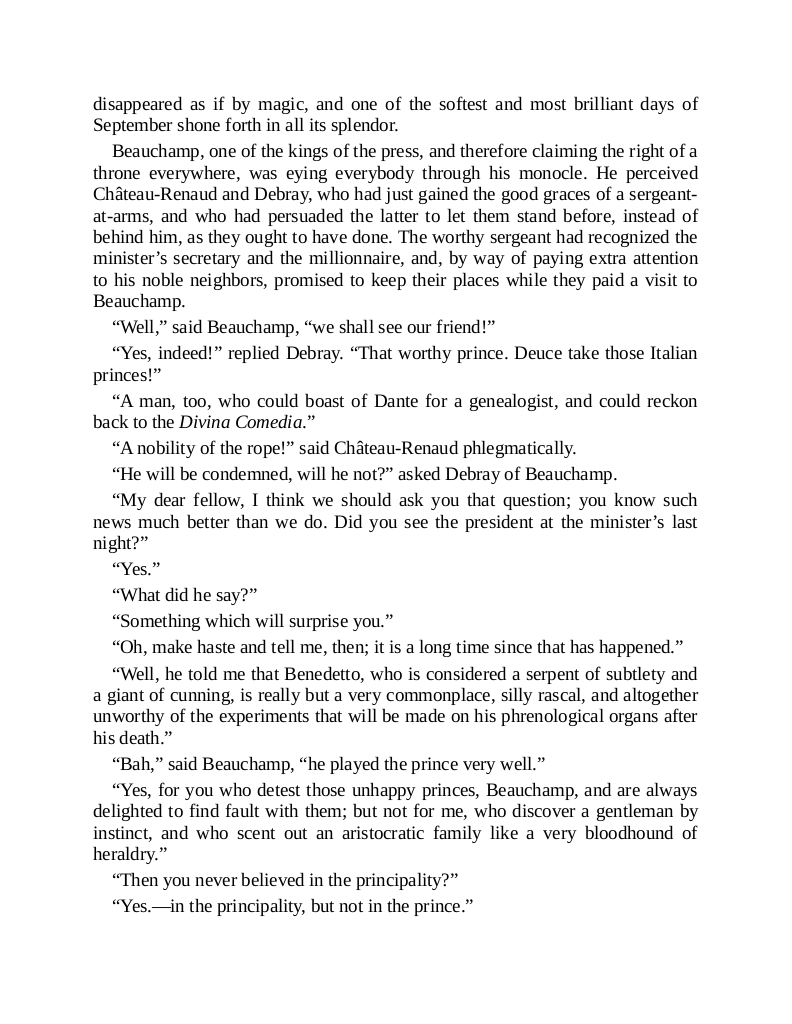 disappeared as if by magic, and one of the softest and most brilliant days of
September shone forth in all its splendor.
Beauchamp, one of the kings of the press, and therefore claiming the right of a
throne everywhere, was eying everybody through his monocle. He perceived
Château-Renaud and Debray, who had just gained the good graces of a sergeant-
at-arms, and who had persuaded the latter to let them stand before, instead of
behind him, as they ought to have done. The worthy sergeant had recognized the
minister’s secretary and the millionnaire, and, by way of paying extra attention
to his noble neighbors, promised to keep their places while they paid a visit to
Beauchamp.
“Well,” said Beauchamp, “we shall see our friend!”
“Yes, indeed!” replied Debray. “That worthy prince. Deuce take those Italian
princes!”
“A man, too, who could boast of Dante for a genealogist, and could reckon
back to the Divina Comedia.”
“A nobility of the rope!” said Château-Renaud phlegmatically.
“He will be condemned, will he not?” asked Debray of Beauchamp.
“My dear fellow, I think we should ask you that question; you know such
news much better than we do. Did you see the president at the minister’s last
night?”
“Yes.”
“What did he say?”
“Something which will surprise you.”
“Oh, make haste and tell me, then; it is a long time since that has happened.”
“Well, he told me that Benedetto, who is considered a serpent of subtlety and
a giant of cunning, is really but a very commonplace, silly rascal, and altogether
unworthy of the experiments that will be made on his phrenological organs after
his death.”
“Bah,” said Beauchamp, “he played the prince very well.”
“Yes, for you who detest those unhappy princes, Beauchamp, and are always
delighted to find fault with them; but not for me, who discover a gentleman by
instinct, and who scent out an aristocratic family like a very bloodhound of
heraldry.”
“Then you never believed in the principality?”
“Yes.—in the principality, but not in the prince.”